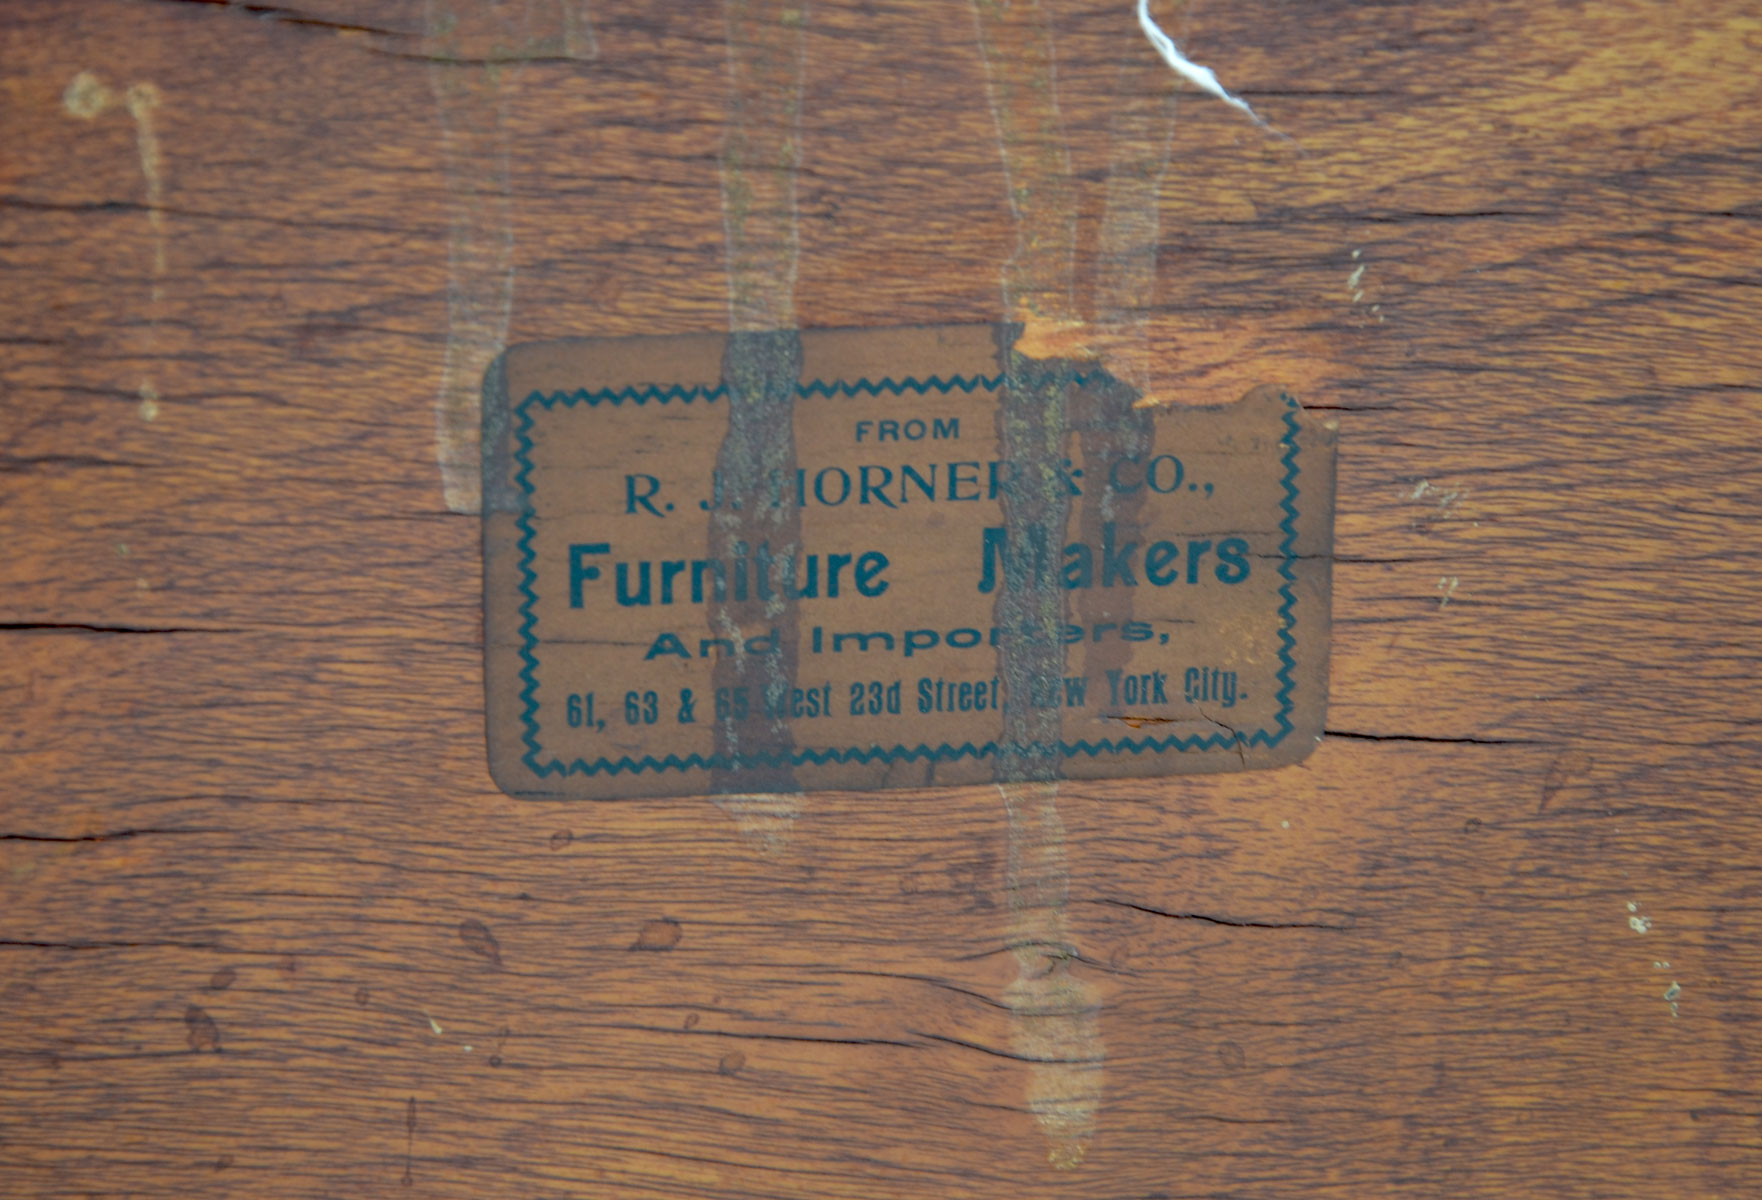 FROM
R. J. HORNER & CO.,
Furniture Makers
And Importers,
61, 63 & 65 West 23d Street, New York City.